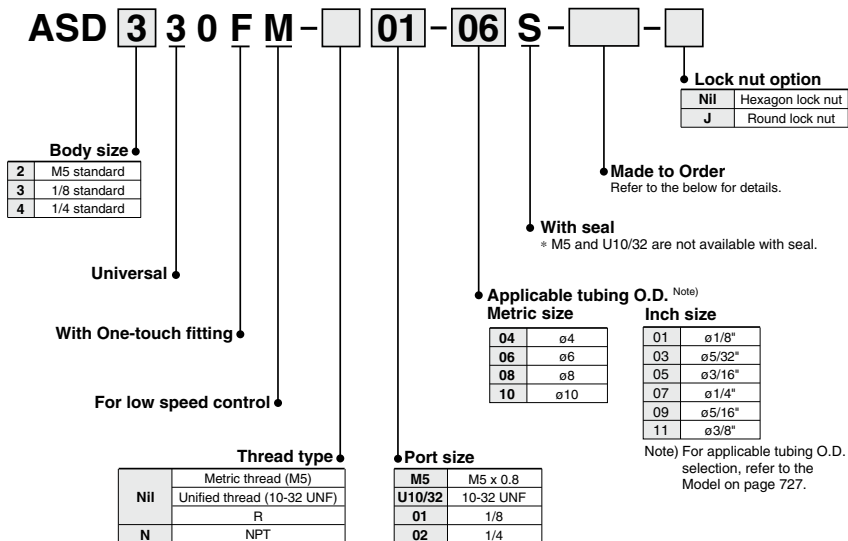 ASD 3 3 0 F M – 01 – 06 S – –
Lock nut option
Nil Hexagon lock nut
J Round lock nut
Body size
2 M5 standard
3 1/8 standard
4 1/4 standard
Made to Order
Refer to the below for details.
With seal
∗ M5 and U10/32 are not available with seal.
Universal
Applicable tubing O.D. Note)
Metric size
04 ø4
06 ø6
08 ø8
10 ø10
Inch size
01 ø1/8"
03 ø5/32"
05 ø3/16"
07 ø1/4"
09 ø5/16"
11 ø3/8"
Note) For applicable tubing O.D.
selection, refer to the
Model on page 727.
With One-touch fitting
For low speed control
Thread type
Nil Metric thread (M5)
Unified thread (10-32 UNF)
R
N NPT
Port size
M5 M5 x 0.8
U10/32 10-32 UNF
01 1/8
02 1/4